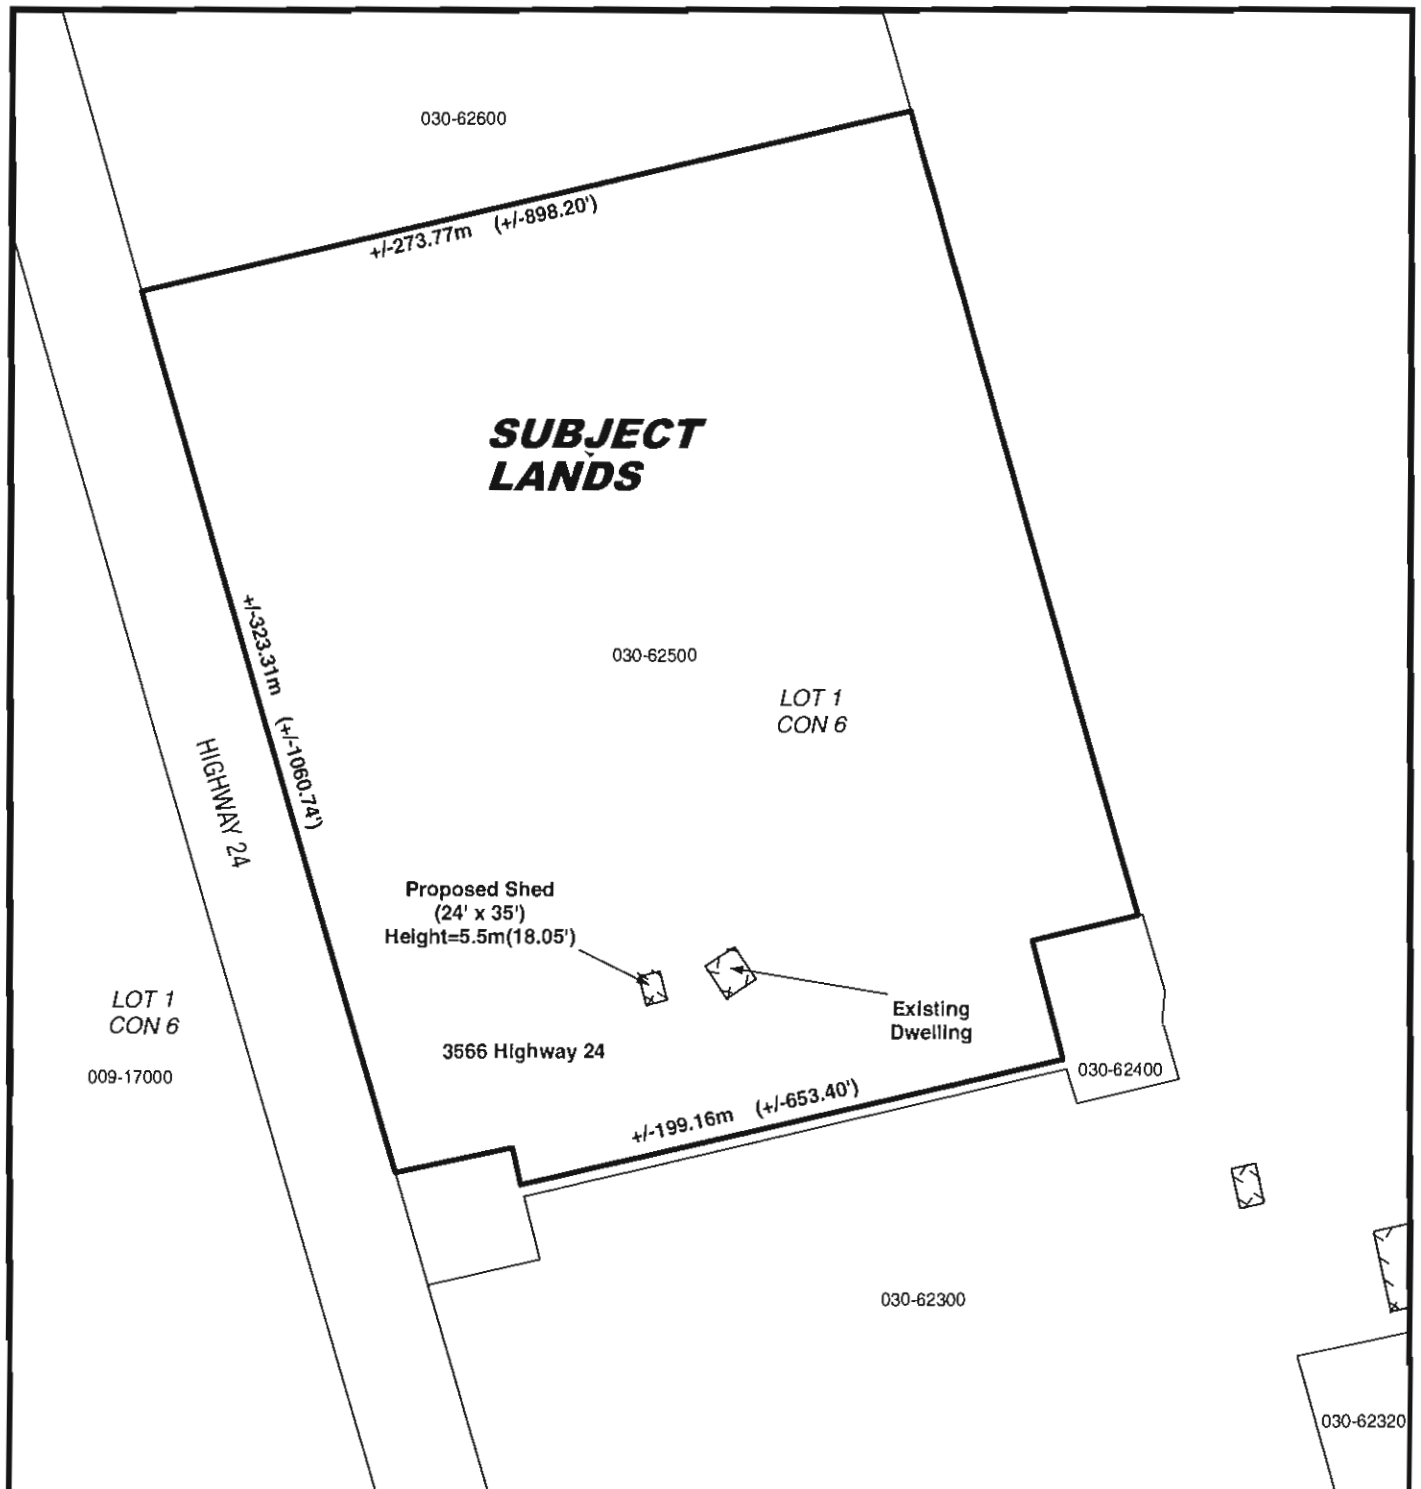 030-62600
+/-273.77m (+/-898.20')
SUBJECT
LANDS
+/-323.31m (+/-1060.74')
030-62500
LOT 1
CON 6
HIGHWAY 24
Proposed Shed
(24' x 35')
Height=5.5m(18.05')
Existing
Dwelling
LOT 1
CON 6
009-17000
3566 Highway 24
030-62400
+/-199.16m (+/-653.40')
030-62300
030-62320